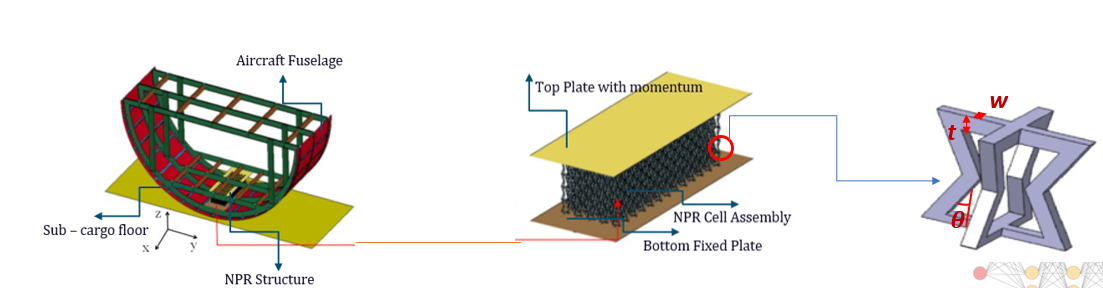 Aircraft Fuselage
Sub – cargo floor
z
x
y
NPR Structure
Top Plate with momentum
NPR Cell Assembly
Bottom Fixed Plate
w
t
θ